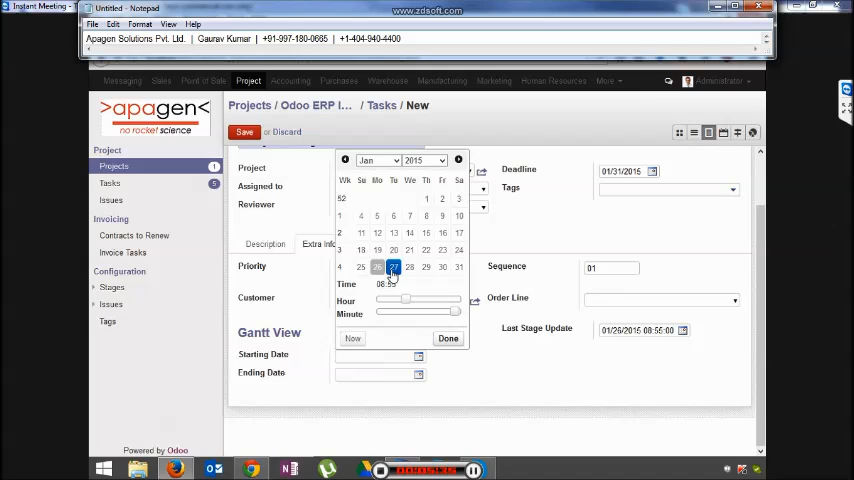 Instant Meeting -
Untitled - Notepad
www.zdsoft.com
File Edit Format View Help
Apagen Solutions Pvt. Ltd. | Gaurav Kumar | +91-997-180-0665 | +1-404-940-4400
Messaging Sales Point of Sale Project Accounting Purchases Warehouse Manufacturing Marketing Human Resources More Administrator
>apagen<
no rocket science
Projects / Odoo ERP I... / Tasks / New
Save or Discard
Project
Projects 1
Tasks 5
Issues
Invoicing
Contracts to Renew
Invoice Tasks
Configuration
Stages
Issues
Tags
Powered by Odoo
Project
Assigned to
Reviewer
Deadline 01/31/2015
Tags
Description Extra Info
Priority
Customer
Sequence 01
Order Line
Last Stage Update 01/26/2015 08:55:00
Gantt View
Starting Date
Ending Date
Jan 2015
Wk Su Mo Tu We Th Fr Sa
52 1 2 3
1 4 5 6 7 8 9 10
2 11 12 13 14 15 16 17
3 18 19 20 21 22 23 24
4 25 26 27 28 29 30 31
Time 08:55
Hour
Minute
Now Done